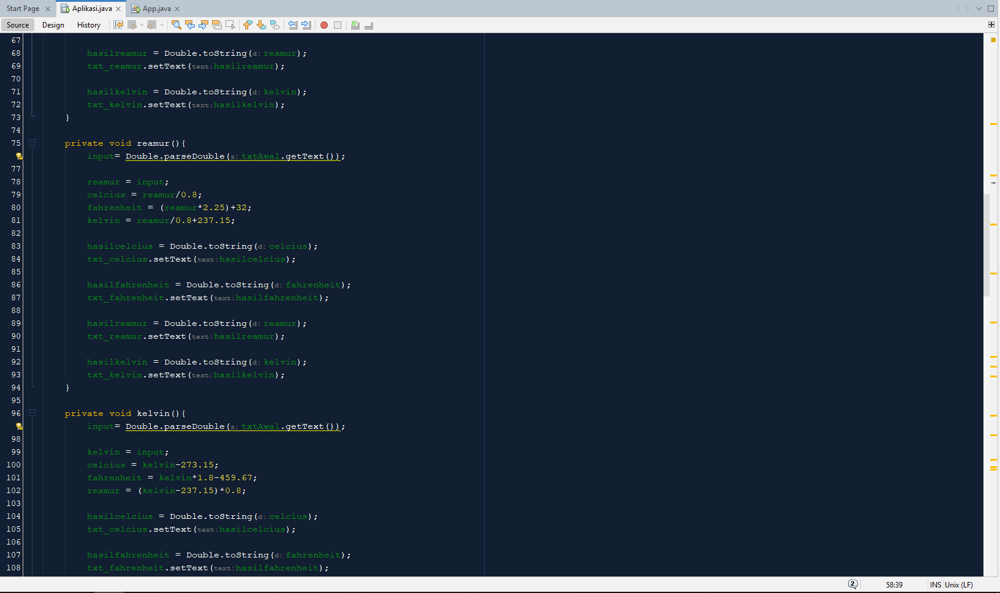 Start Page
Aplikasi.java
App.java
Source Design History
67
68 hasilreamur = Double.toString(d: reamur);
69 txt_reamur.setText(text: hasilreamur);
70
71 hasilkelvin = Double.toString(d: kelvin);
72 txt_kelvin.setText(text: hasilkelvin);
73 }
74
75 private void reamur(){
input= Double.parseDouble(s: txtAwal.getText());
77
78 reamur = input;
79 celcius = reamur/0.8;
80 fahrenheit = (reamur*2.25)+32;
81 kelvin = reamur/0.8+237.15;
82
83 hasilcelcius = Double.toString(d: celcius);
84 txt_celcius.setText(text: hasilcelcius);
85
86 hasilfahrenheit = Double.toString(d: fahrenheit);
87 txt_fahrenheit.setText(text: hasilfahrenheit);
88
89 hasilreamur = Double.toString(d: reamur);
90 txt_reamur.setText(text: hasilreamur);
91
92 hasilkelvin = Double.toString(d: kelvin);
93 txt_kelvin.setText(text: hasilkelvin);
94 }
95
96 private void kelvin(){
input= Double.parseDouble(s: txtAwal.getText());
98
99 kelvin = input;
100 celcius = kelvin-273.15;
101 fahrenheit = kelvin*1.8-459.67;
102 reamur = (kelvin-237.15)*0.8;
103
104 hasilcelcius = Double.toString(d: celcius);
105 txt_celcius.setText(text: hasilcelcius);
106
107 hasilfahrenheit = Double.toString(d: fahrenheit);
108 txt_fahrenheit.setText(text: hasilfahrenheit);
2 58:39 INS Unix (LF)